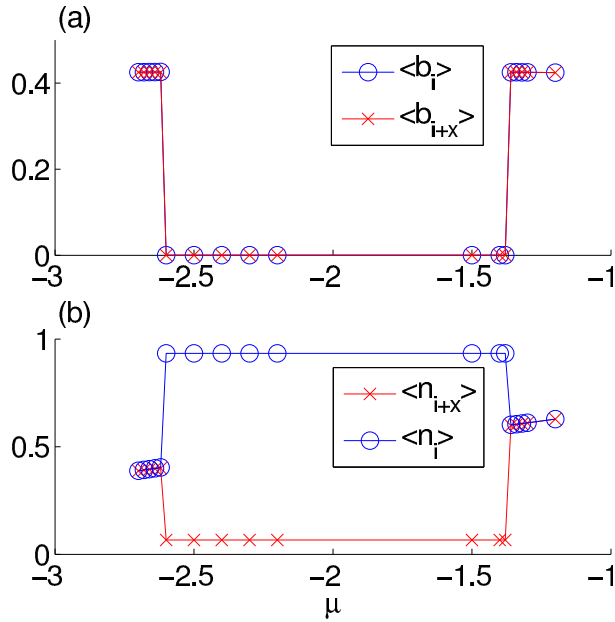 (a)
0.4
0.2
0
<b_i>
<b_{i+x}>
−3 −2.5 −2 −1.5 −1
(b)
1
0.5
0
<n_{i+x}>
<n_i>
−3 −2.5 −2 −1.5 −1
μ